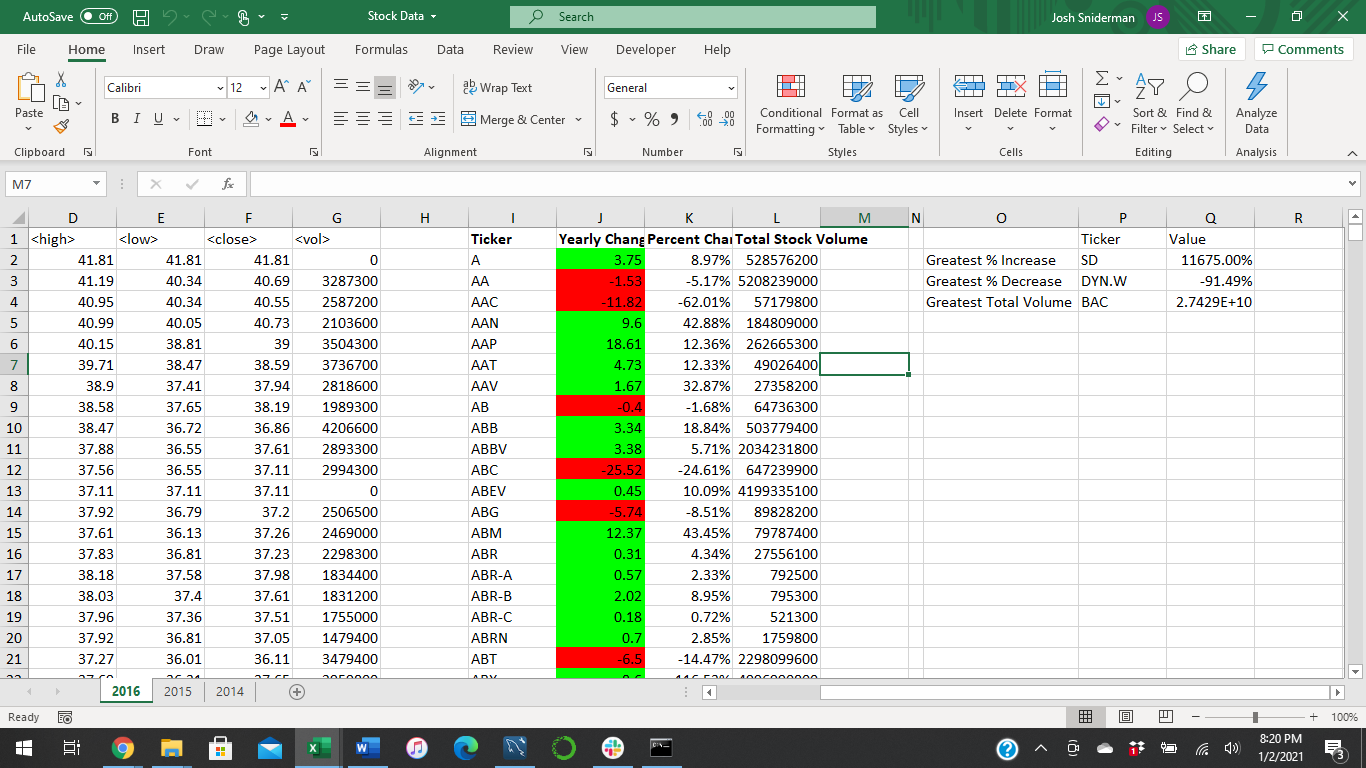 AutoSave Off Stock Data Search Josh Sniderman JS
File Home Insert Draw Page Layout Formulas Data Review View Developer Help Share Comments
Paste
Clipboard
Calibri 12
B I U A
Font
Wrap Text
Merge & Center
Alignment
General
$ % 9
Number
Conditional Formatting
Format as Table
Cell Styles
Styles
Insert Delete Format
Cells
Sort & Filter
Find & Select
Editing
Analyze Data
Analysis
M7 fx
D E F G H I J K L M N O P Q R
1 <high> <low> <close> <vol> Ticker Yearly Chang Percent Chan Total Stock Volume Ticker Value
2 41.81 41.81 41.81 0 A 3.75 8.97% 528576200 Greatest % Increase SD 11675.00%
3 41.19 40.34 40.69 3287300 AA -1.53 -5.17% 5208239000 Greatest % Decrease DYN.W -91.49%
4 40.95 40.34 40.55 2587200 AAC -11.82 -62.01% 57179800 Greatest Total Volume BAC 2.7429E+10
5 40.99 40.05 40.73 2103600 AAN 9.6 42.88% 184809000
6 40.15 38.81 39 3504300 AAP 18.61 12.36% 262665300
7 39.71 38.47 38.59 3736700 AAT 4.73 12.33% 49026400
8 38.9 37.41 37.94 2818600 AAV 1.67 32.87% 27358200
9 38.58 37.65 38.19 1989300 AB -0.4 -1.68% 64736300
10 38.47 36.72 36.86 4206600 ABB 3.34 18.84% 503779400
11 37.88 36.55 37.61 2893300 ABBV 3.38 5.71% 2034231800
12 37.56 36.55 37.11 2994300 ABC -25.52 -24.61% 647239900
13 37.11 37.11 37.11 0 ABEV 0.45 10.09% 4199335100
14 37.92 36.79 37.2 2506500 ABG -5.74 -8.51% 89828200
15 37.61 36.13 37.26 2469000 ABM 12.37 43.45% 79787400
16 37.83 36.81 37.23 2298300 ABR 0.31 4.34% 27556100
17 38.18 37.58 37.98 1834400 ABR-A 0.57 2.33% 792500
18 38.03 37.4 37.61 1831200 ABR-B 2.02 8.95% 795300
19 37.96 37.36 37.51 1755000 ABR-C 0.18 0.72% 521300
20 37.92 36.81 37.05 1479400 ABRN 0.7 2.85% 1759800
21 37.27 36.01 36.11 3479400 ABT -6.5 -14.47% 2298099600
2016 2015 2014
Ready 100%
8:20 PM
1/2/2021
3